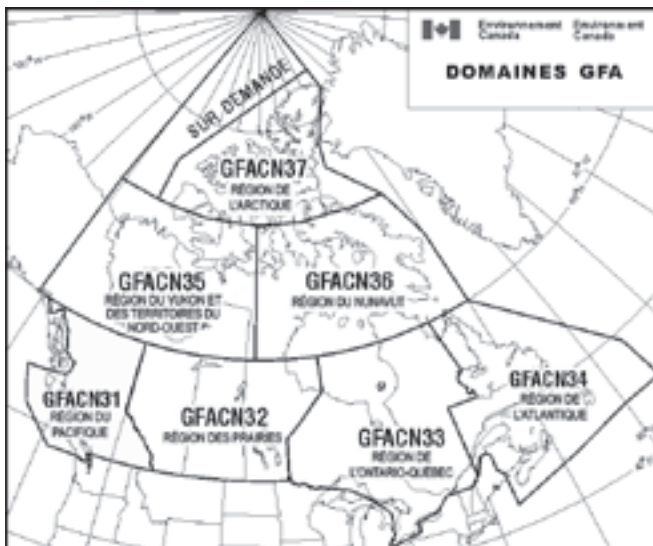 Environnement Environment
Canada Canada
DOMAINES GFA
SUR DEMANDE
GFACN37
RÉGION DE
L'ARCTIQUE
GFACN35
RÉGION DU YUKON ET
DES TERRITOIRES DU
NORD-OUEST
GFACN36
RÉGION DU NUNAVUT
GFACN31
RÉGION DU
PACIFIQUE
GFACN32
RÉGION DES PRAIRIES
GFACN33
RÉGION DE
L'ONTARIO-QUÉBEC
GFACN34
RÉGION DE
L'ATLANTIQUE